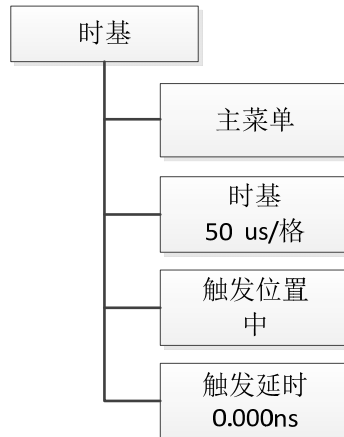 时基
主菜单
时基
50 us/格
触发位置
中
触发延时
0.000ns